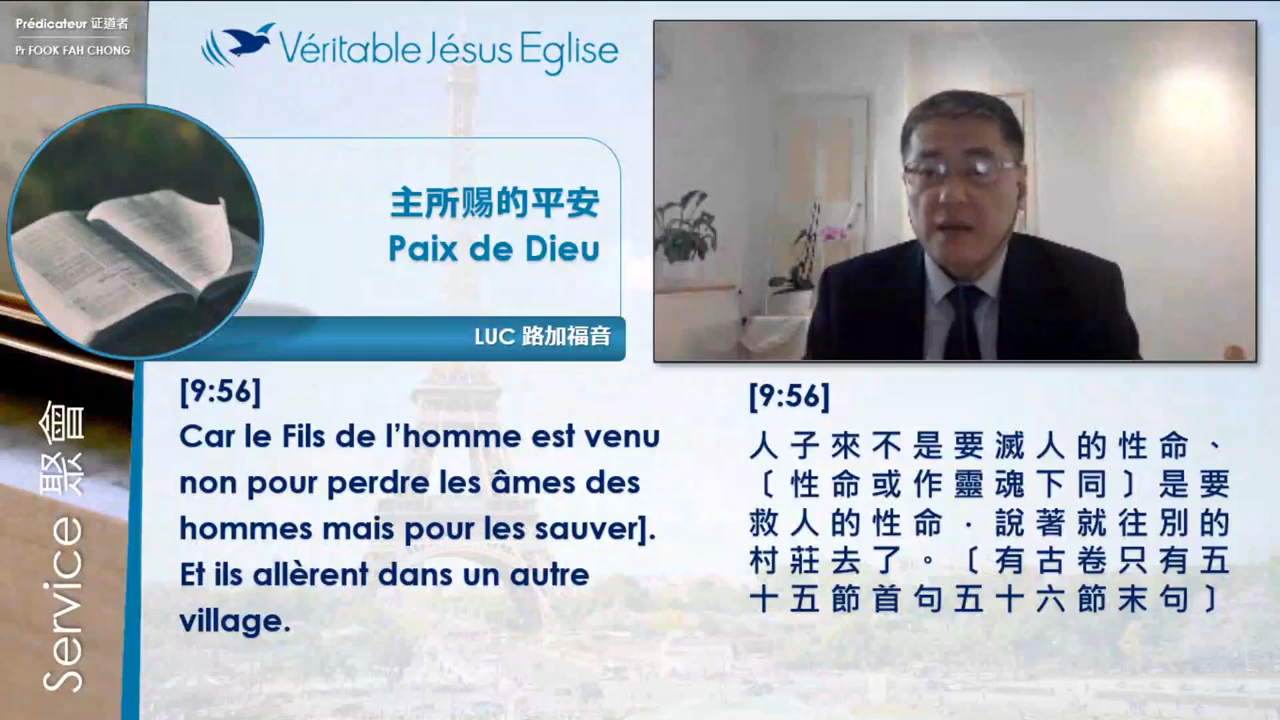 Prédicateur 证道者
Pr FOOK FAH CHONG
Véritable Jésus Eglise
主所赐的平安
Paix de Dieu
LUC 路加福音
Service 聚會
[9:56]
Car le Fils de l’homme est venu
non pour perdre les âmes des
hommes mais pour les sauver].
Et ils allèrent dans un autre
village.
[9:56]
人子來不是要滅人的性命、
〔性命或作靈魂下同〕是要
救人的性命．說著就往別的
村莊去了。〔有古卷只有五
十五節首句五十六節末句〕